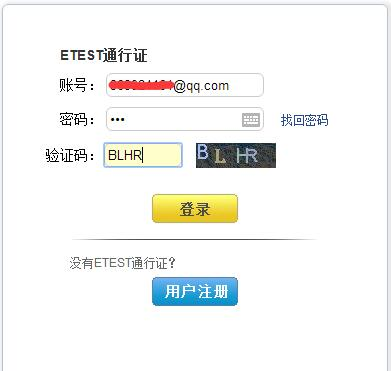 ETEST通行证
账号： @qq.com
密码： ••• 找回密码
验证码： BLHR BLHR
登录
没有ETEST通行证?
用户注册